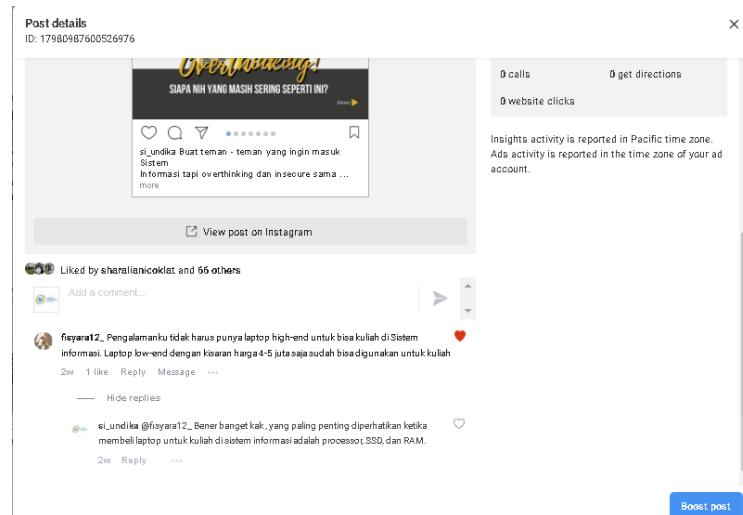 Post details
ID: 17980987600526976
Overthinking!
SIAPA NIH YANG MASIH SERING SEPERTI INI?
si_undika Buat teman - teman yang ingin masuk
Sistem
Informasi tapi overthinking dan insecure sama ...
more
View post on Instagram
Liked by sharalianicoklat and 66 others
Add a comment...
fisyara12_ Pengalamanku tidak harus punya laptop high-end untuk bisa kuliah di Sistem
informasi. Laptop low-end dengan kisaran harga 4-5 juta saja sudah bisa digunakan untuk kuliah
2w 1 like Reply Message ...
Hide replies
si_undika @fisyara12_ Bener banget kak, yang paling penting diperhatikan ketika
membeli laptop untuk kuliah di sistem informasi adalah processor, SSD, dan RAM.
2w Reply ...
0 calls 0 get directions
0 website clicks
Insights activity is reported in Pacific time zone.
Ads activity is reported in the time zone of your ad
account.
Boost post